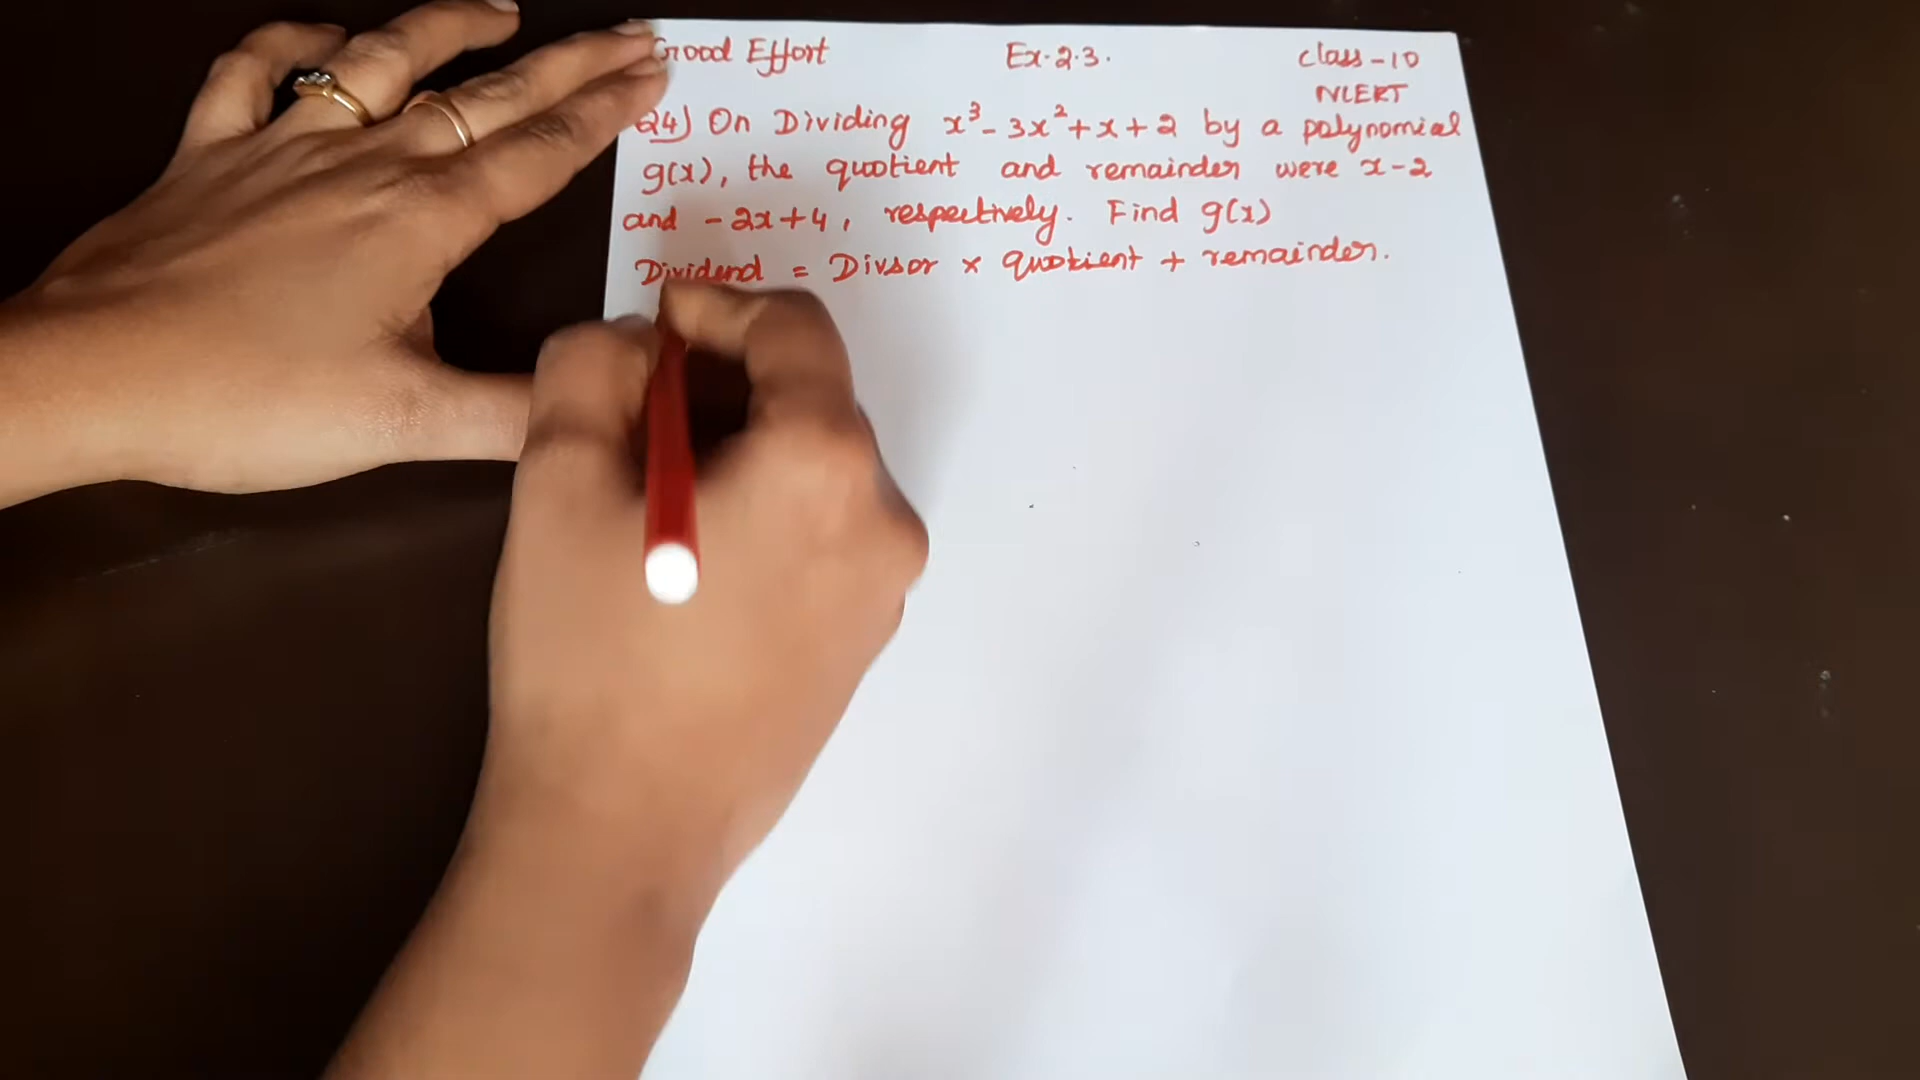 Good Effort Ex.2.3. Class-10
NCERT
Q4) On Dividing x³-3x²+x+2 by a polynomial
g(x), the quotient and remainder were x-2
and -2x+4, respectively. Find g(x)
Dividend = Divsor × quotient + remainder.